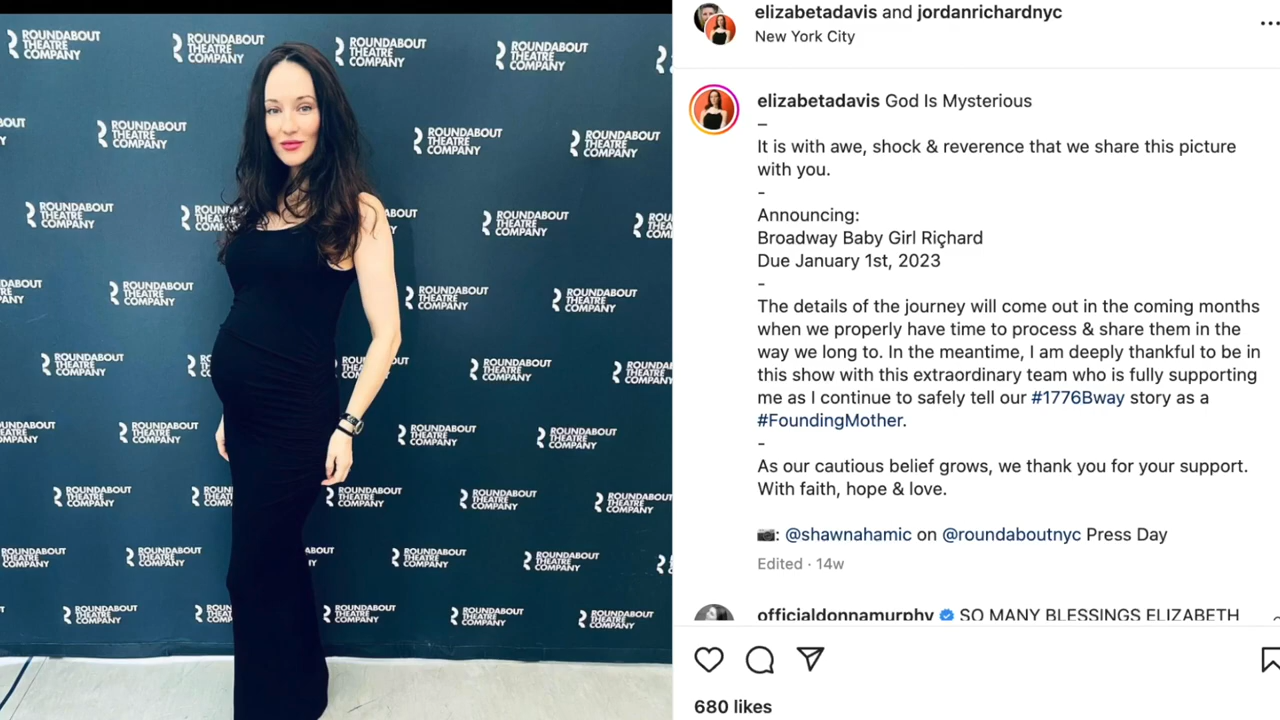 ROUNDABOUT
THEATRE
COMPANY
elizabetadavis and jordanrichardnyc
New York City
elizabetadavis God Is Mysterious
–
It is with awe, shock & reverence that we share this picture
with you.
-
Announcing:
Broadway Baby Girl Riçhard
Due January 1st, 2023
-
The details of the journey will come out in the coming months
when we properly have time to process & share them in the
way we long to. In the meantime, I am deeply thankful to be in
this show with this extraordinary team who is fully supporting
me as I continue to safely tell our #1776Bway story as a
#FoundingMother.
-
As our cautious belief grows, we thank you for your support.
With faith, hope & love.
📷: @shawnahamic on @roundaboutnyc Press Day
Edited · 14w
officialdonnamurphy SO MANY BLESSINGS ELIZABETH
680 likes